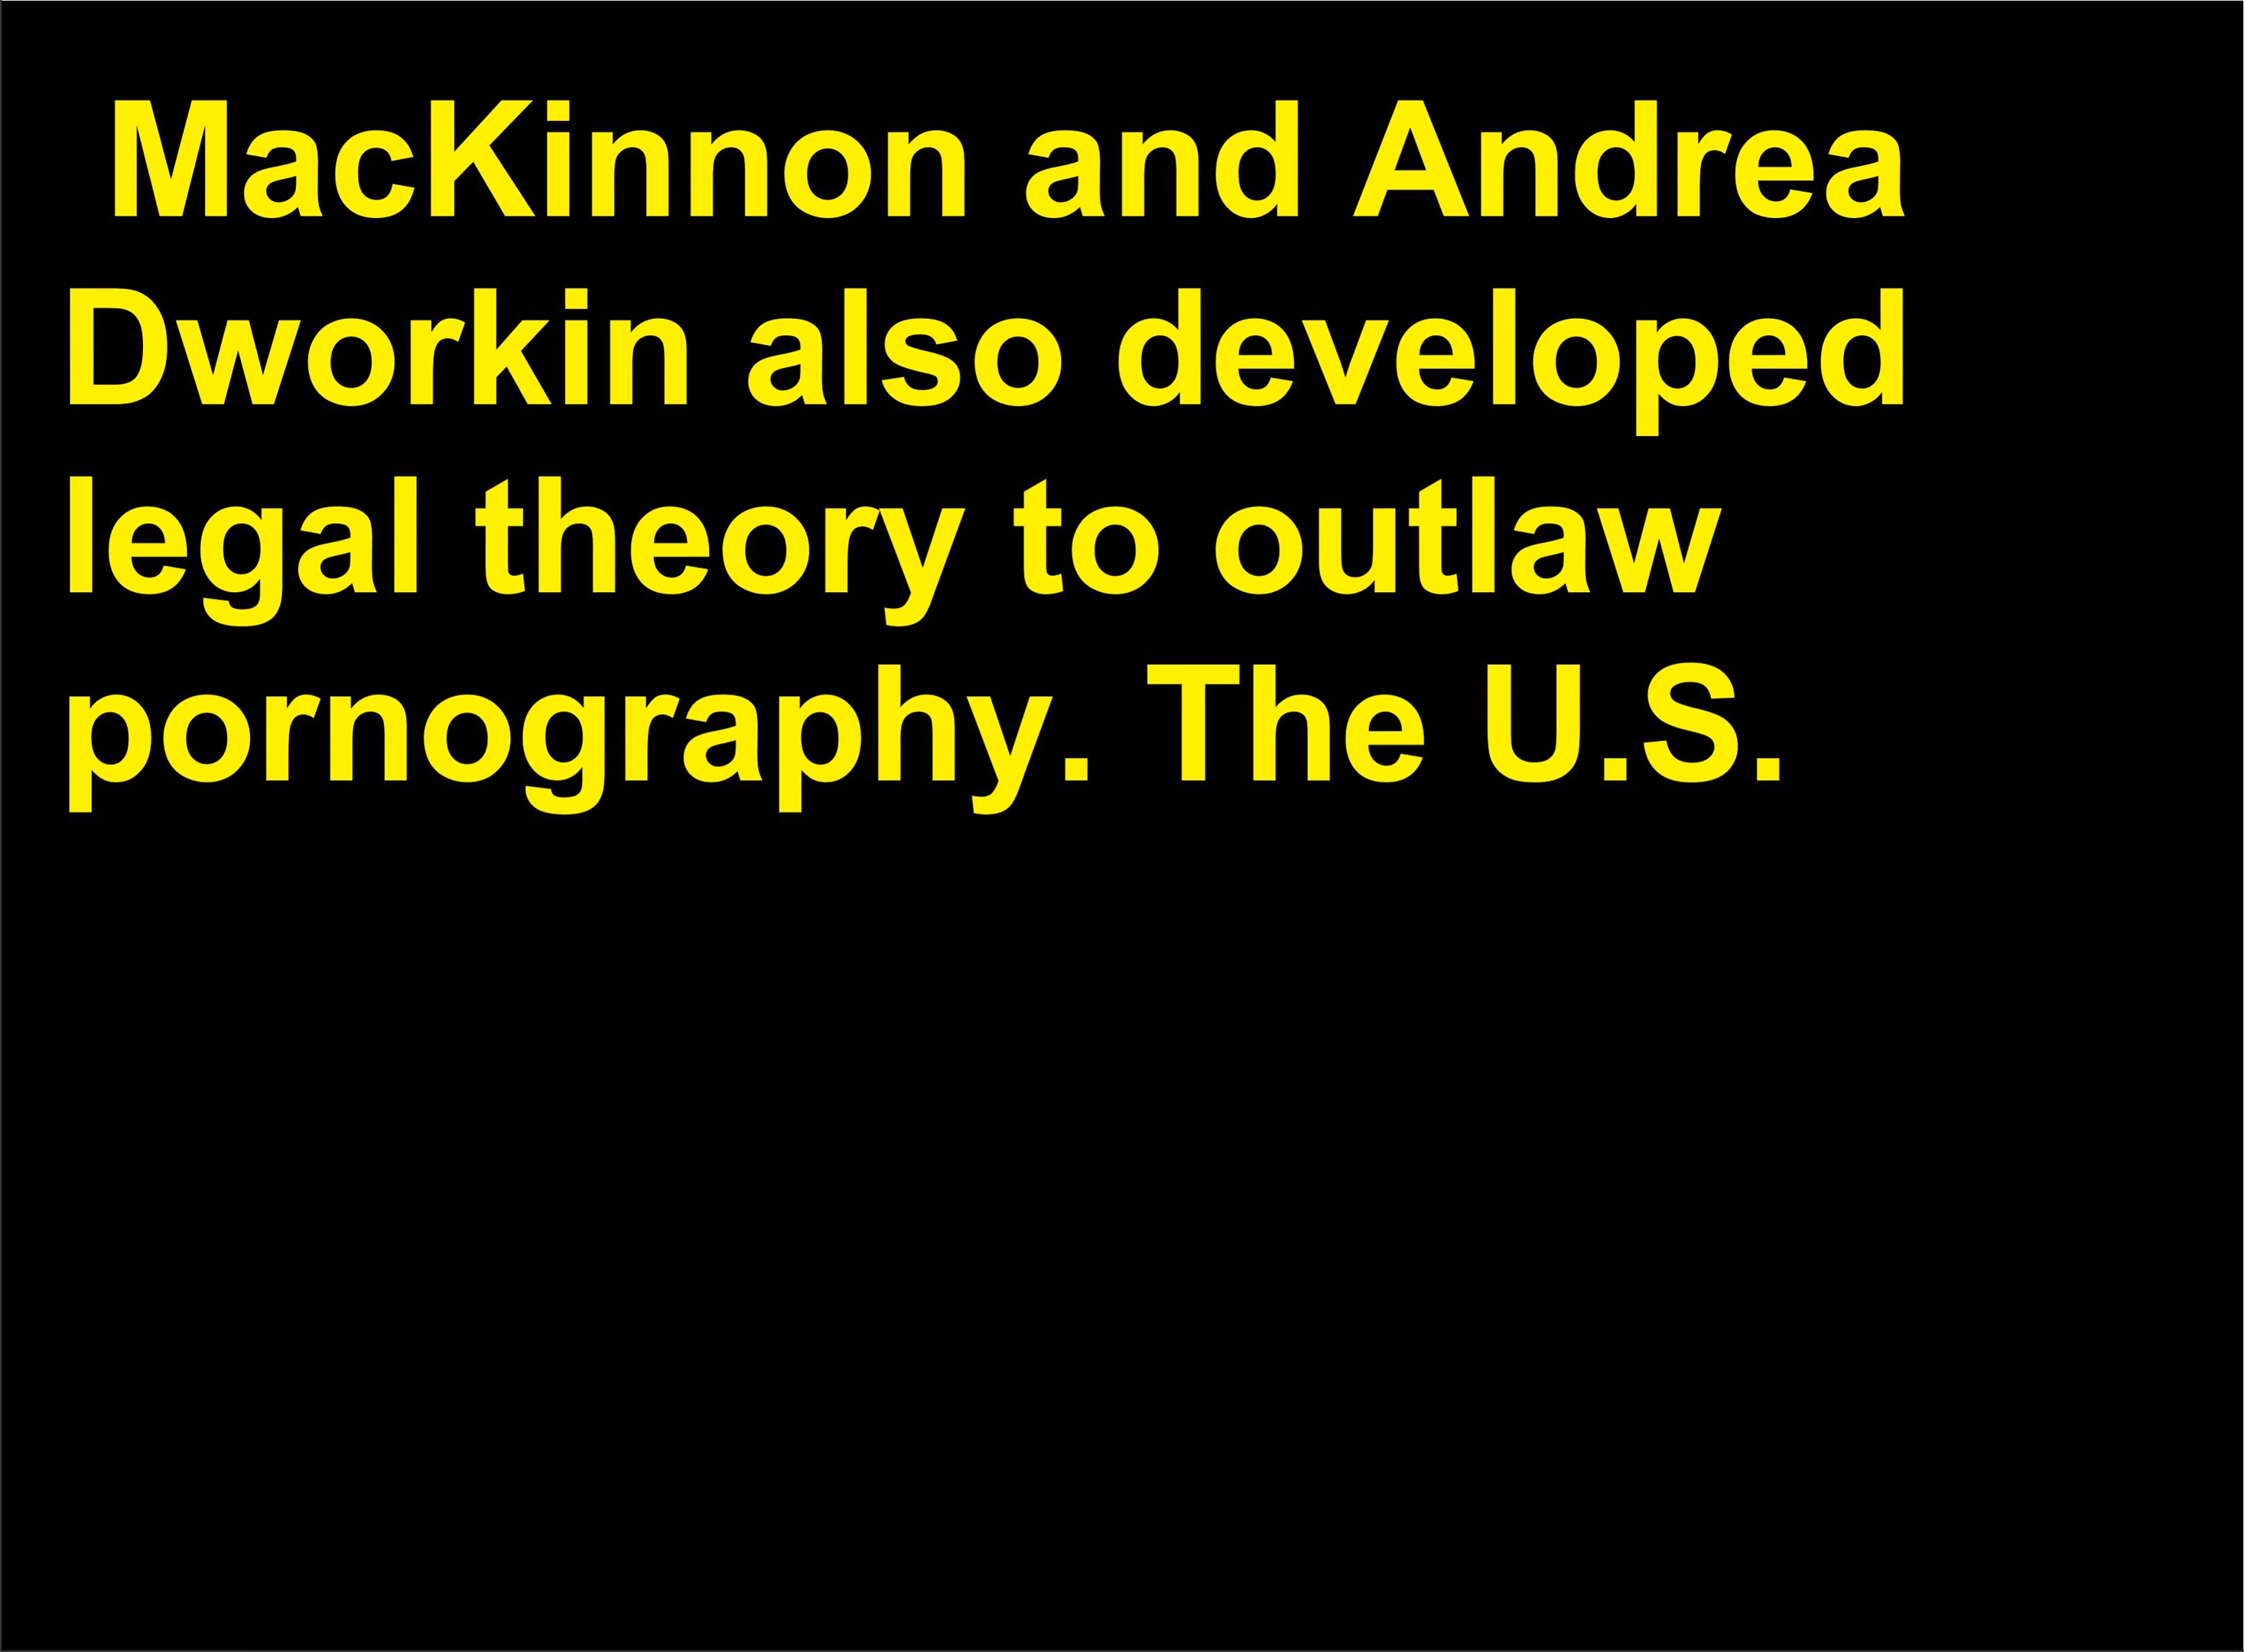 MacKinnon and Andrea
Dworkin also developed
legal theory to outlaw
pornography. The U.S.